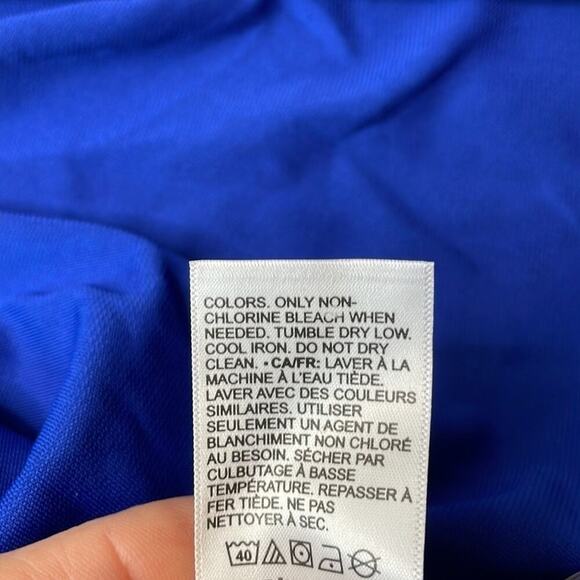 COLORS. ONLY NON-
CHLORINE BLEACH WHEN
NEEDED. TUMBLE DRY LOW.
COOL IRON. DO NOT DRY
CLEAN. • CA/FR: LAVER À LA
MACHINE À L'EAU TIÈDE.
LAVER AVEC DES COULEURS
SIMILAIRES. UTILISER
SEULEMENT UN AGENT DE
BLANCHIMENT NON CHLORÉ
AU BESOIN. SÉCHER PAR
CULBUTAGE À BASSE
TEMPÉRATURE. REPASSER À
FER TIÈDE. NE PAS
NETTOYER À SEC.
40